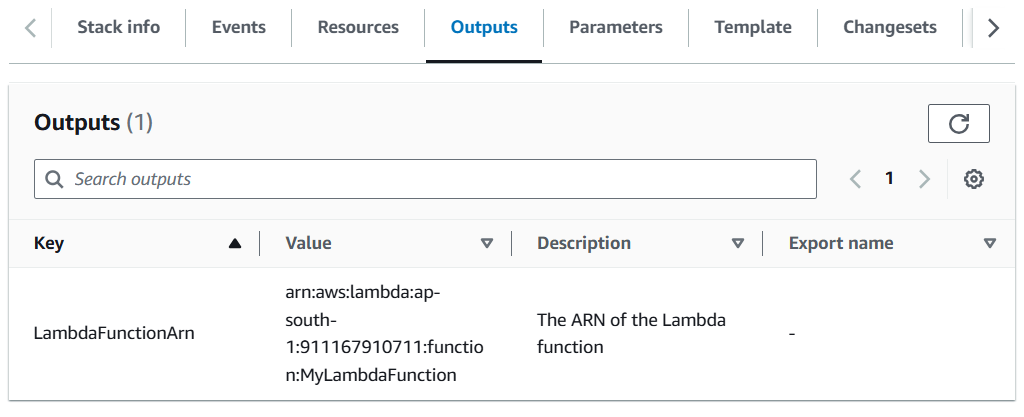 Stack info Events Resources Outputs Parameters Template Changesets
Outputs (1)
Search outputs
1
Key Value Description Export name
LambdaFunctionArn
arn:aws:lambda:ap-
south-
1:911167910711:functio
n:MyLambdaFunction
The ARN of the Lambda
function
-